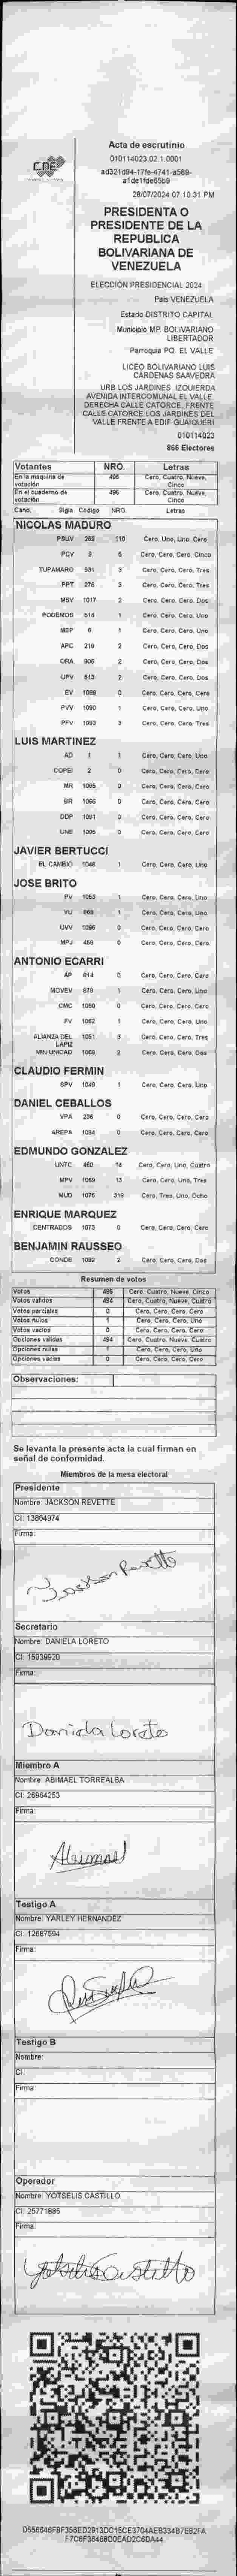 CNE
Acta de escrutinio
010114023.02.1.0001
ad321d94-17fe-4741-a589-
a1de1fde65b9
28/07/2024 07:10:31 PM
PRESIDENTA O
PRESIDENTE DE LA
REPUBLICA
BOLIVARIANA DE
VENEZUELA
ELECCIÓN PRESIDENCIAL 2024
País VENEZUELA
Estado DISTRITO CAPITAL
Municipio MP. BOLIVARIANO
LIBERTADOR
Parroquia PQ. EL VALLE
LICEO BOLIVARIANO LUIS
CÁRDENAS SAAVEDRA
URB LOS JARDINES IZQUIERDA
AVENIDA INTERCOMUNAL EL VALLE.
DERECHA CALLE CATORCE. FRENTE
CALLE CATORCE LOS JARDINES DEL
VALLE FRENTE A EDIF GUAIQUERI
010114023
866 Electores
Votantes NRO. Letras
En la máquina de votación 495 Cero, Cuatro, Nueve, Cinco
En el cuaderno de votación 495 Cero, Cuatro, Nueve, Cinco
Cand. Sigla Código NRO. Letras
NICOLAS MADURO
PSUV 288 110 Cero, Uno, Uno, Cero
PCV 9 5 Cero, Cero, Cero, Cinco
TUPAMARO 931 3 Cero, Cero, Cero, Tres
PPT 276 3 Cero, Cero, Cero, Tres
MSV 1017 2 Cero, Cero, Cero, Dos
PODEMOS 514 1 Cero, Cero, Cero, Uno
MEP 6 1 Cero, Cero, Cero, Uno
APC 219 2 Cero, Cero, Cero, Dos
ORA 906 2 Cero, Cero, Cero, Dos
UPV 613 2 Cero, Cero, Cero, Dos
EV 1089 0 Cero, Cero, Cero, Cero
PVV 1090 1 Cero, Cero, Cero, Uno
PFV 1093 3 Cero, Cero, Cero, Tres
LUIS MARTINEZ
AD 1 1 Cero, Cero, Cero, Uno
COPEI 2 0 Cero, Cero, Cero, Cero
MR 1065 0 Cero, Cero, Cero, Cero
BR 1066 0 Cero, Cero, Cero, Cero
DDP 1091 0 Cero, Cero, Cero, Cero
UNE 1095 0 Cero, Cero, Cero, Cero
JAVIER BERTUCCI
EL CAMBIO 1048 1 Cero, Cero, Cero, Uno
JOSE BRITO
PV 1053 1 Cero, Cero, Cero, Uno
VU 868 1 Cero, Cero, Cero, Uno
UVV 1096 0 Cero, Cero, Cero, Cero
MPJ 458 0 Cero, Cero, Cero, Cero
ANTONIO ECARRI
AP 814 0 Cero, Cero, Cero, Cero
MOVEV 879 1 Cero, Cero, Cero, Uno
CMC 1050 0 Cero, Cero, Cero, Cero
FV 1062 1 Cero, Cero, Cero, Uno
ALIANZA DEL LAPIZ 1051 3 Cero, Cero, Cero, Tres
MIN UNIDAD 1068 2 Cero, Cero, Cero, Dos
CLAUDIO FERMIN
SPV 1049 1 Cero, Cero, Cero, Uno
DANIEL CEBALLOS
VPA 236 0 Cero, Cero, Cero, Cero
AREPA 1094 0 Cero, Cero, Cero, Cero
EDMUNDO GONZALEZ
UNTC 460 14 Cero, Cero, Uno, Cuatro
MPV 1069 13 Cero, Cero, Uno, Tres
MUD 1076 318 Cero, Tres, Uno, Ocho
ENRIQUE MARQUEZ
CENTRADOS 1073 0 Cero, Cero, Cero, Cero
BENJAMIN RAUSSEO
CONDE 1082 2 Cero, Cero, Cero, Dos
Resumen de votos
Votos 495 Cero, Cuatro, Nueve, Cinco
Votos válidos 494 Cero, Cuatro, Nueve, Cuatro
Votos parciales 0 Cero, Cero, Cero, Cero
Votos nulos 1 Cero, Cero, Cero, Uno
Votos vacíos 0 Cero, Cero, Cero, Cero
Opciones válidas 494 Cero, Cuatro, Nueve, Cuatro
Opciones nulas 1 Cero, Cero, Cero, Uno
Opciones vacías 0 Cero, Cero, Cero, Cero
Observaciones:
Se levanta la presente acta la cual firman en
señal de conformidad.
Miembros de la mesa electoral
Presidente
Nombre: JACKSON REVETTE
CI: 13864974
Firma:
Jackson Revette
Secretario
Nombre: DANIELA LORETO
CI: 15039920
Firma:
Daniela Loreto
Miembro A
Nombre: ABIMAEL TORREALBA
CI: 26984253
Firma:
Abimael
Testigo A
Nombre: YARLEY HERNANDEZ
CI: 12687594
Firma:
Testigo B
Nombre:
CI:
Firma:
Operador
Nombre: YOTSELIS CASTILLO
CI: 25771885
Firma:
Yotselis Castillo
D556646F8F356ED2913DC15CE3704AEB334B7E82FA
F7C8F36468D0EAD2C6DA44